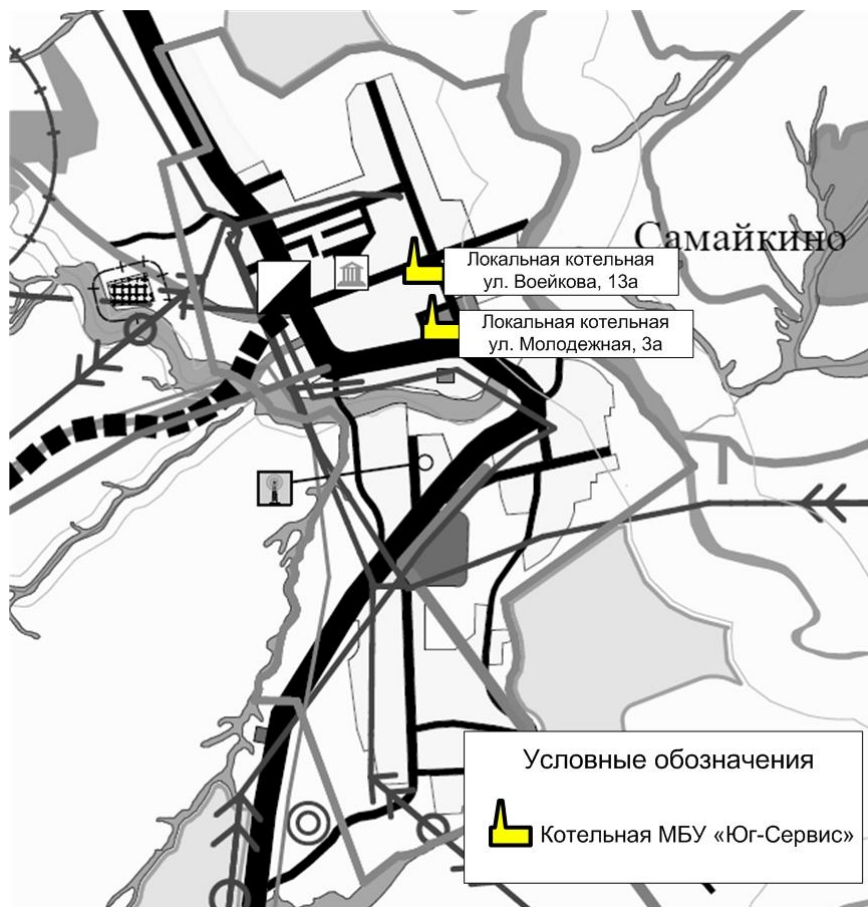 Самайкино
Локальная котельная
ул. Воейкова, 13а
Локальная котельная
ул. Молодежная, 3а
Условные обозначения
Котельная МБУ «Юг-Сервис»